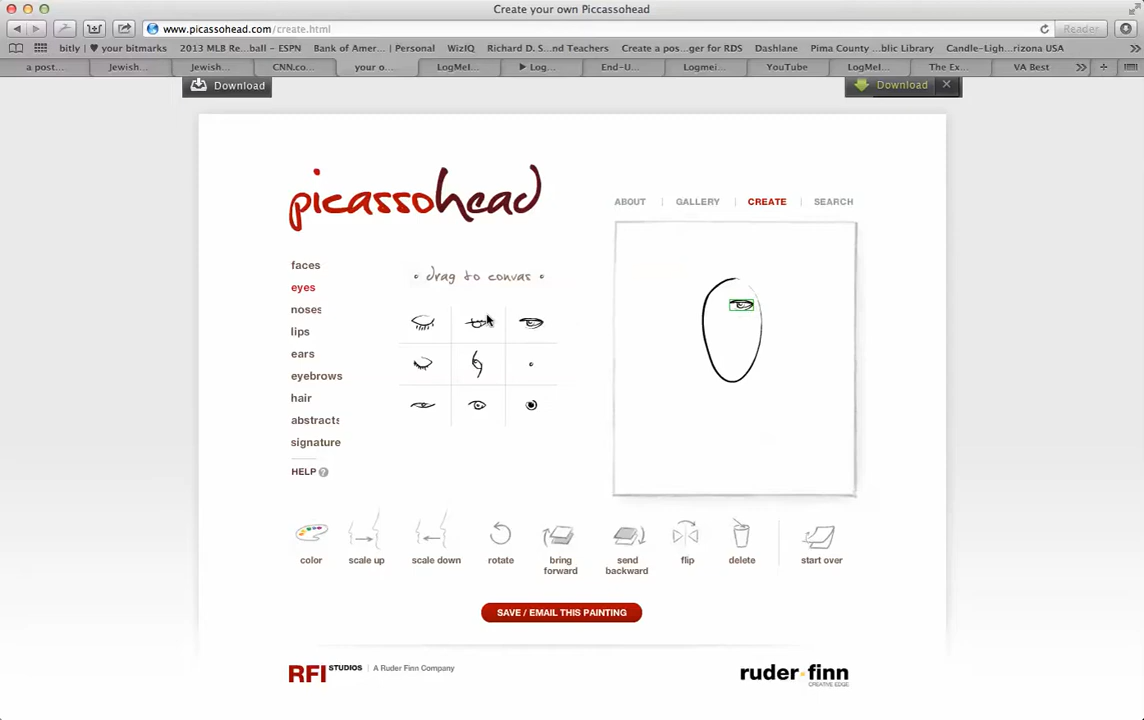 Create your own Piccassohead
www.picassohead.com/create.html
Reader
bitly | ♥ your bitmarks 2013 MLB Re...ball - ESPN Bank of Amer... | Personal WizIQ Richard D. S...nd Teachers Create a pos...ger for RDS Dashlane Pima County ...blic Library Candle-Ligh...rizona USA
a post... Jewish... Jewish... CNN.co... your o... LogMeI... ▶ Log... End-U... Logmei... YouTube LogMeI... The Ex... VA Best
Download
Download
picassohead
ABOUT | GALLERY | CREATE | SEARCH
• drag to canvas •
faces
eyes
noses
lips
ears
eyebrows
hair
abstracts
signature
HELP ?
color scale up scale down rotate bring forward send backward flip delete start over
SAVE / EMAIL THIS PAINTING
RFI STUDIOS | A Ruder Finn Company
ruder·finn
CREATIVE EDGE